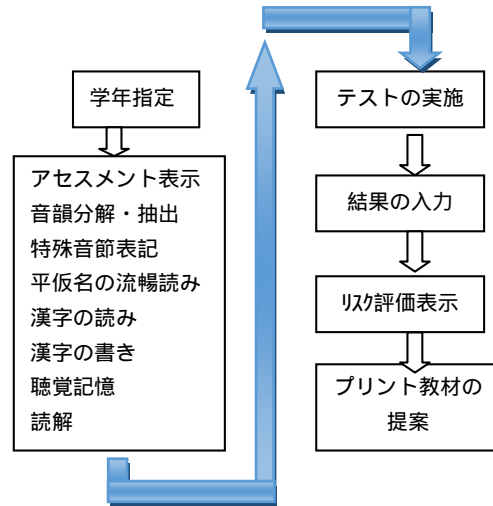 学年指定
アセスメント表示
音韻分解・抽出
特殊音節表記
平仮名の流暢読み
漢字の読み
漢字の書き
聴覚記憶
読解
テストの実施
結果の入力
ﾘｽｸ評価表示
プリント教材の
提案